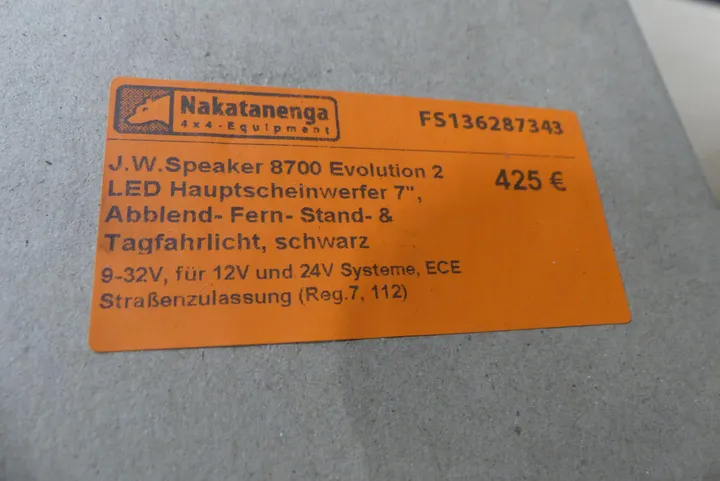 Nakatanenga
4x4-Equipment
FS136287343
J.W.Speaker 8700 Evolution 2
LED Hauptscheinwerfer 7",
Abblend- Fern- Stand- &
Tagfahrlicht, schwarz
425 €
9-32V, für 12V und 24V Systeme, ECE
Straßenzulassung (Reg.7, 112)